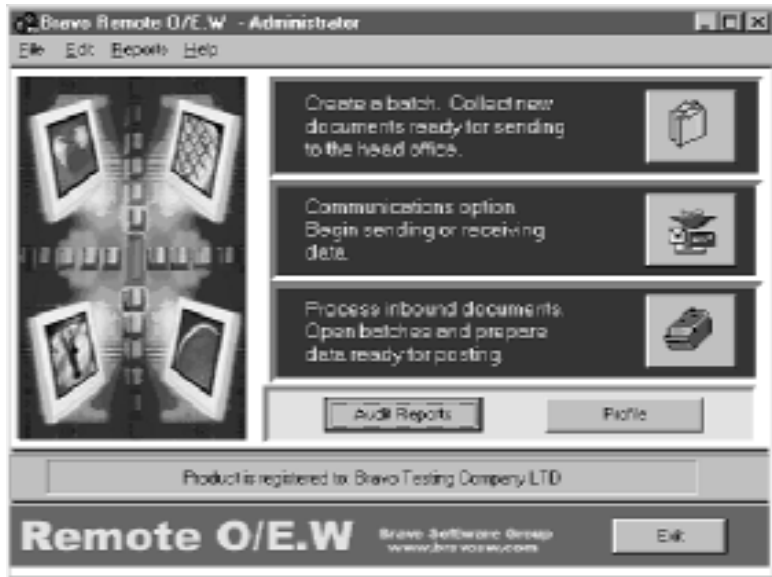 Bravo Remote O/E.W - Administrator
File Edit Reports Help
Create a batch. Collect new
documents ready for sending
to the head office.
Communications option.
Begin sending or receiving
data.
Process inbound documents.
Open batches and prepare
data ready for posting.
Audit Reports
Profile
Product is registered to: Bravo Testing Company LTD
Remote O/E.W
Bravo Software Group
www.bravosw.com
Exit